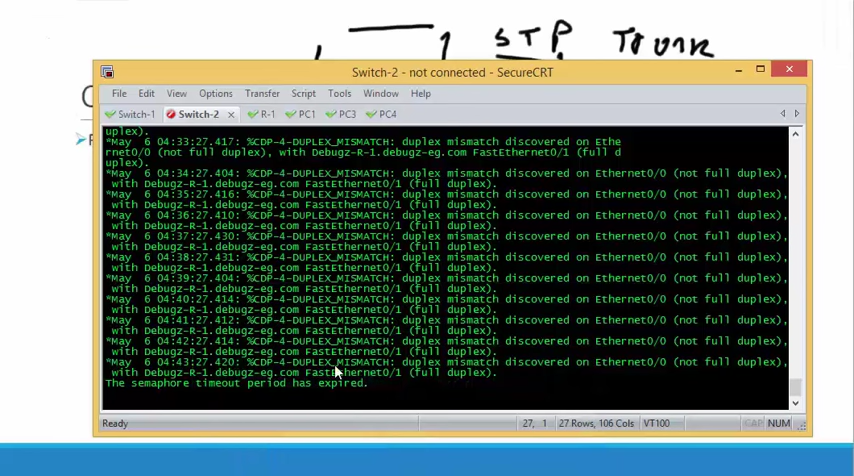 STP Trunk
Switch-2 - not connected - SecureCRT
File Edit View Options Transfer Script Tools Window Help
Switch-1 Switch-2 R-1 PC1 PC3 PC4
uplex).
*May 6 04:33:27.417: %CDP-4-DUPLEX_MISMATCH: duplex mismatch discovered on Ethe
rnet0/0 (not full duplex), with Debugz-R-1.debugz-eg.com FastEthernet0/1 (full d
uplex).
*May 6 04:34:27.404: %CDP-4-DUPLEX_MISMATCH: duplex mismatch discovered on Ethernet0/0 (not full duplex),
with Debugz-R-1.debugz-eg.com FastEthernet0/1 (full duplex).
*May 6 04:35:27.416: %CDP-4-DUPLEX_MISMATCH: duplex mismatch discovered on Ethernet0/0 (not full duplex),
with Debugz-R-1.debugz-eg.com FastEthernet0/1 (full duplex).
*May 6 04:36:27.410: %CDP-4-DUPLEX_MISMATCH: duplex mismatch discovered on Ethernet0/0 (not full duplex),
with Debugz-R-1.debugz-eg.com FastEthernet0/1 (full duplex).
*May 6 04:37:27.430: %CDP-4-DUPLEX_MISMATCH: duplex mismatch discovered on Ethernet0/0 (not full duplex),
with Debugz-R-1.debugz-eg.com FastEthernet0/1 (full duplex).
*May 6 04:38:27.431: %CDP-4-DUPLEX_MISMATCH: duplex mismatch discovered on Ethernet0/0 (not full duplex),
with Debugz-R-1.debugz-eg.com FastEthernet0/1 (full duplex).
*May 6 04:39:27.404: %CDP-4-DUPLEX_MISMATCH: duplex mismatch discovered on Ethernet0/0 (not full duplex),
with Debugz-R-1.debugz-eg.com FastEthernet0/1 (full duplex).
*May 6 04:40:27.414: %CDP-4-DUPLEX_MISMATCH: duplex mismatch discovered on Ethernet0/0 (not full duplex),
with Debugz-R-1.debugz-eg.com FastEthernet0/1 (full duplex).
*May 6 04:41:27.412: %CDP-4-DUPLEX_MISMATCH: duplex mismatch discovered on Ethernet0/0 (not full duplex),
with Debugz-R-1.debugz-eg.com FastEthernet0/1 (full duplex).
*May 6 04:42:27.414: %CDP-4-DUPLEX_MISMATCH: duplex mismatch discovered on Ethernet0/0 (not full duplex),
with Debugz-R-1.debugz-eg.com FastEthernet0/1 (full duplex).
*May 6 04:43:27.420: %CDP-4-DUPLEX_MISMATCH: duplex mismatch discovered on Ethernet0/0 (not full duplex),
with Debugz-R-1.debugz-eg.com FastEthernet0/1 (full duplex).
The semaphore timeout period has expired.
Ready 27, 1 27 Rows, 106 Cols VT100 CAP NUM